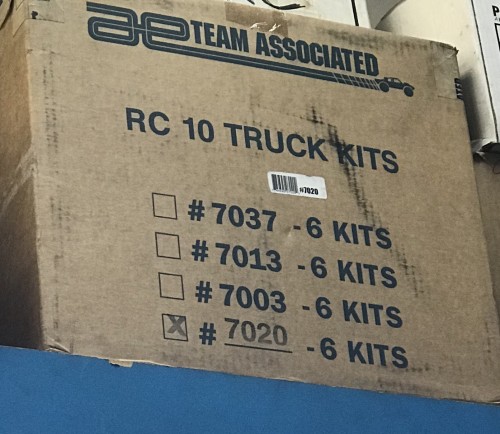 ae TEAM ASSOCIATED
RC 10 TRUCK KITS
#7020
#7037 - 6 KITS
#7013 - 6 KITS
#7003 - 6 KITS
X # 7020 - 6 KITS
P